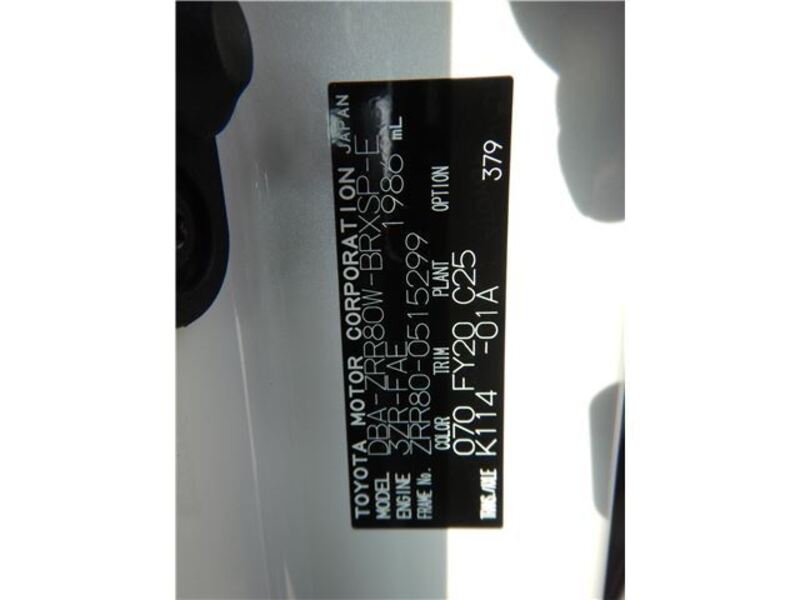 TOYOTA MOTOR CORPORATION JAPAN
MODEL DBA-ZRR80W-BRXSP-E
ENGINE 3ZR-FAE 1986 mL
FRAME No. ZRR80-0515299
COLOR TRIM PLANT OPTION
070 FY20 C25 379
TRANS./AXLE K114 -01A